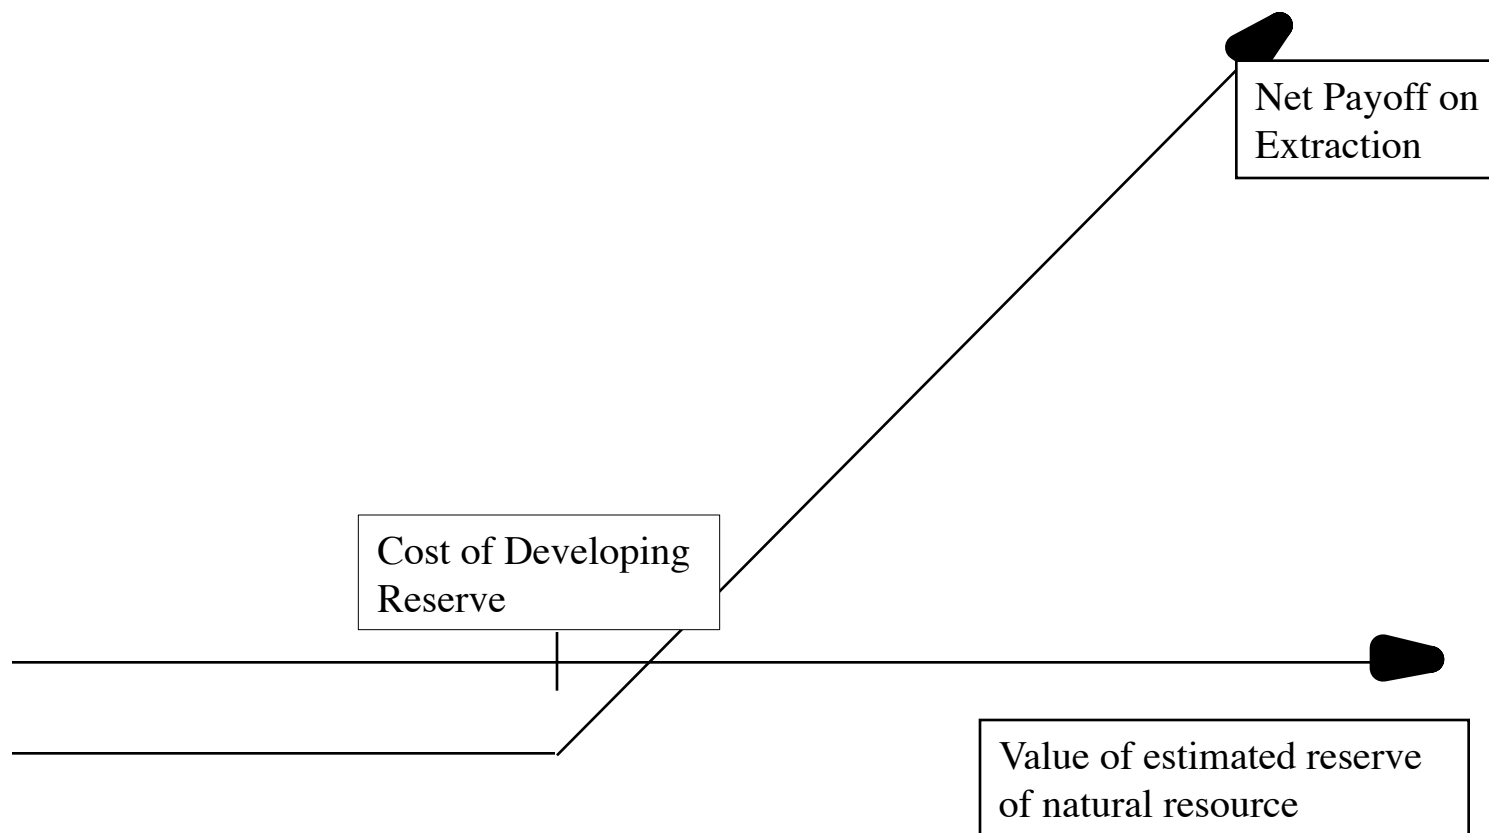 Net Payoff on
Extraction
Cost of Developing
Reserve
Value of estimated reserve
of natural resource